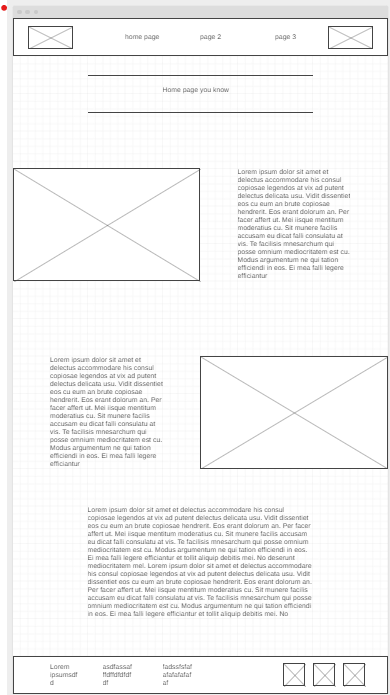 home page
page 2
page 3
Home page you know
Lorem ipsum dolor sit amet et
delectus accommodare his consul
copiosae legendos at vix ad putent
delectus delicata usu. Vidit dissentiet
eos cu eum an brute copiosae
hendrerit. Eos erant dolorum an. Per
facer affert ut. Mei iisque mentitum
moderatius cu. Sit munere facilis
accusam eu dicat falli consulatu at
vis. Te facilisis mnesarchum qui
posse omnium mediocritatem est cu.
Modus argumentum ne qui tation
efficiendi in eos. Ei mea falli legere
efficiantur
Lorem ipsum dolor sit amet et
delectus accommodare his consul
copiosae legendos at vix ad putent
delectus delicata usu. Vidit dissentiet
eos cu eum an brute copiosae
hendrerit. Eos erant dolorum an. Per
facer affert ut. Mei iisque mentitum
moderatius cu. Sit munere facilis
accusam eu dicat falli consulatu at
vis. Te facilisis mnesarchum qui
posse omnium mediocritatem est cu.
Modus argumentum ne qui tation
efficiendi in eos. Ei mea falli legere
efficiantur
Lorem ipsum dolor sit amet et delectus accommodare his consul
copiosae legendos at vix ad putent delectus delicata usu. Vidit dissentiet
eos cu eum an brute copiosae hendrerit. Eos erant dolorum an. Per facer
affert ut. Mei iisque mentitum moderatius cu. Sit munere facilis accusam
eu dicat falli consulatu at vis. Te facilisis mnesarchum qui posse omnium
mediocritatem est cu. Modus argumentum ne qui tation efficiendi in eos.
Ei mea falli legere efficiantur et tollit aliquip debitis mei. No deserunt
mediocritatem mel. Lorem ipsum dolor sit amet et delectus accommodare
his consul copiosae legendos at vix ad putent delectus delicata usu. Vidit
dissentiet eos cu eum an brute copiosae hendrerit. Eos erant dolorum an.
Per facer affert ut. Mei iisque mentitum moderatius cu. Sit munere facilis
accusam eu dicat falli consulatu at vis. Te facilisis mnesarchum qui posse
omnium mediocritatem est cu. Modus argumentum ne qui tation efficiendi
in eos. Ei mea falli legere efficiantur et tollit aliquip debitis mei. No
Lorem
ipsumsdf
d
asdfassaf
ffdffdfdfdf
df
fadssfsfaf
afafafafaf
af